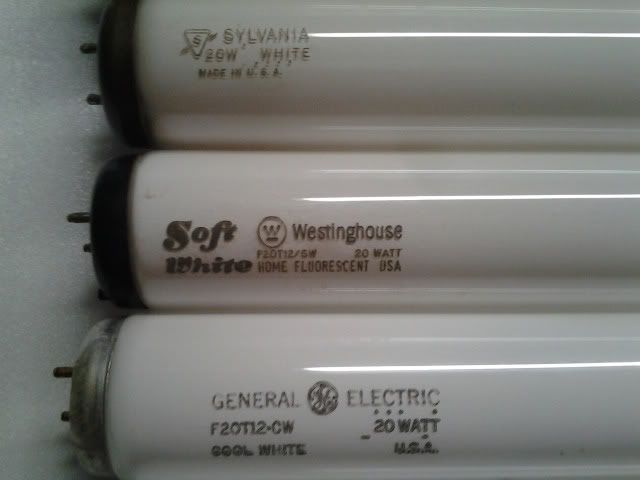 S SYLVANIA
20W WHITE
MADE IN U.S.A.
Soft White
W Westinghouse
F20T12/SW 20 WATT
HOME FLUORESCENT USA
GENERAL GE ELECTRIC
F20T12-CW 20 WATT
COOL WHITE U.S.A.